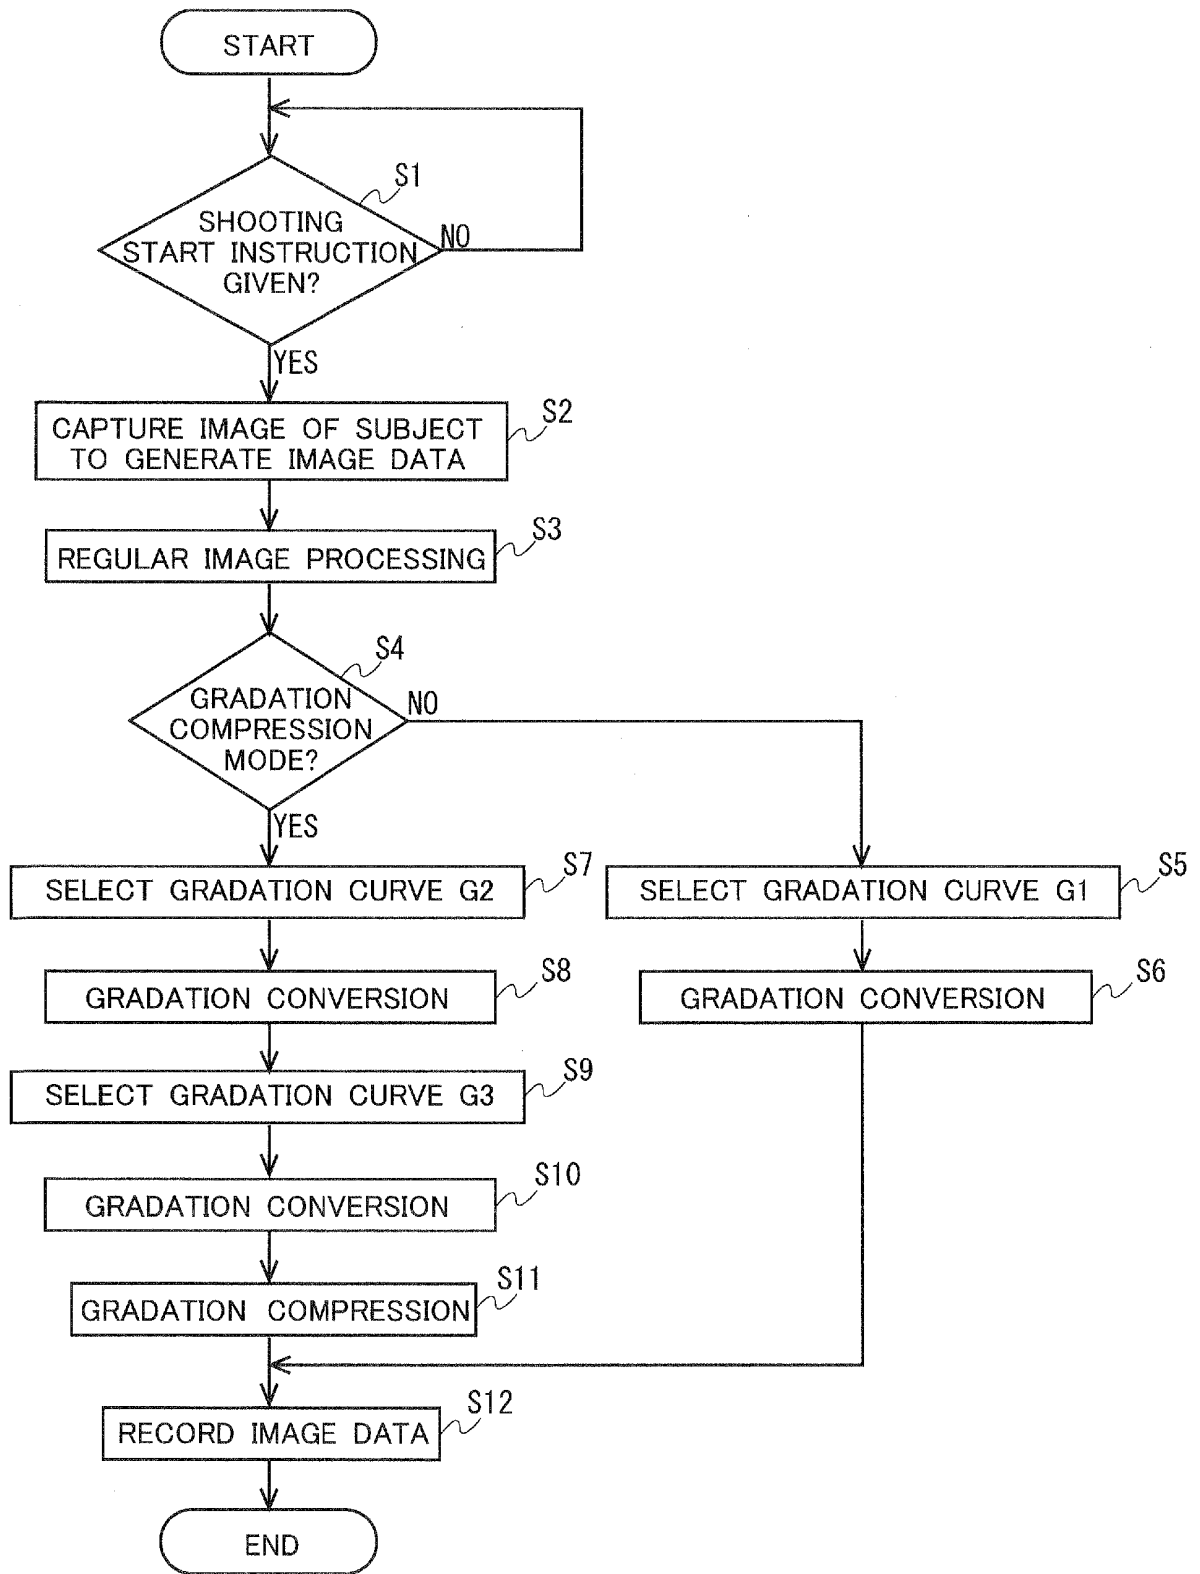 START
S1
SHOOTING
START INSTRUCTION
GIVEN?
NO
YES
S2
CAPTURE IMAGE OF SUBJECT
TO GENERATE IMAGE DATA
S3
REGULAR IMAGE PROCESSING
S4
GRADATION
COMPRESSION
MODE?
NO
YES
S7
SELECT GRADATION CURVE G2
S5
SELECT GRADATION CURVE G1
S8
GRADATION CONVERSION
S6
GRADATION CONVERSION
S9
SELECT GRADATION CURVE G3
S10
GRADATION CONVERSION
S11
GRADATION COMPRESSION
S12
RECORD IMAGE DATA
END